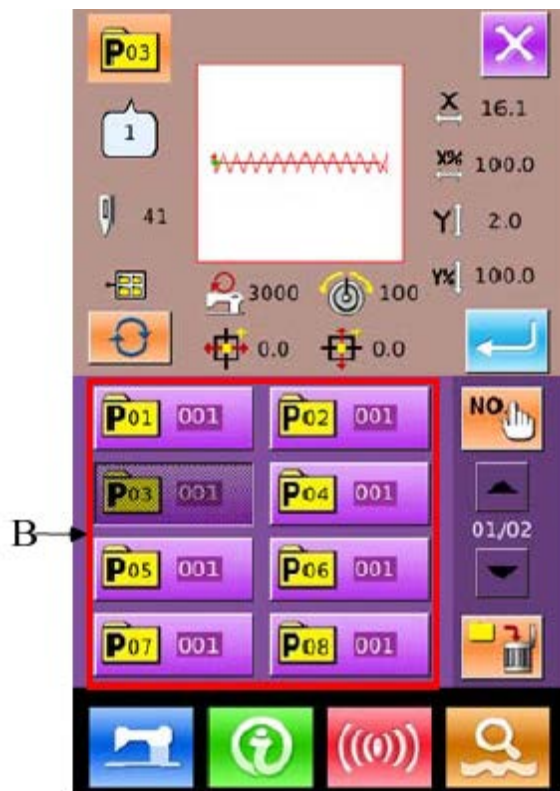 P03
X 16.1
1
X% 100.0
41
Y 2.0
3000 100
Y% 100.0
0.0 0.0
P01 001 P02 001
NO.
P03 001 P04 001
01/02
B
P05 001 P06 001
P07 001 P08 001
i